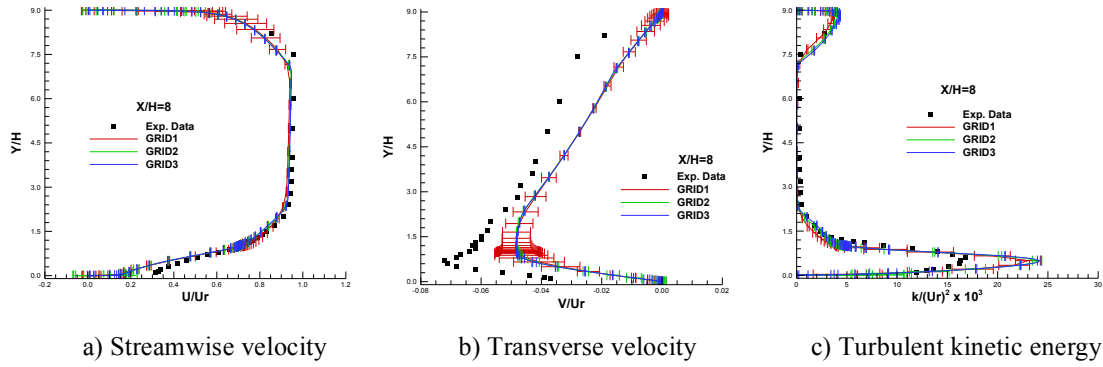 9.0
7.5
6.0
4.5
3.0
1.5
0.0
Y/H
X/H=8
Exp. Data
GRID1
GRID2
GRID3
-0.2
0.0
0.2
0.4
0.6
0.8
1.0
1.2
U/Ur
9.0
7.5
6.0
4.5
3.0
1.5
0.0
Y/H
X/H=8
Exp. Data
GRID1
GRID2
GRID3
-0.08
-0.06
-0.04
-0.02
0.00
0.02
V/Ur
9.0
7.5
6.0
4.5
3.0
1.5
0.0
Y/H
X/H=8
Exp. Data
GRID1
GRID2
GRID3
0
5
10
15
20
25
30
k/(Ur)² x 10³
a) Streamwise velocity
b) Transverse velocity
c) Turbulent kinetic energy